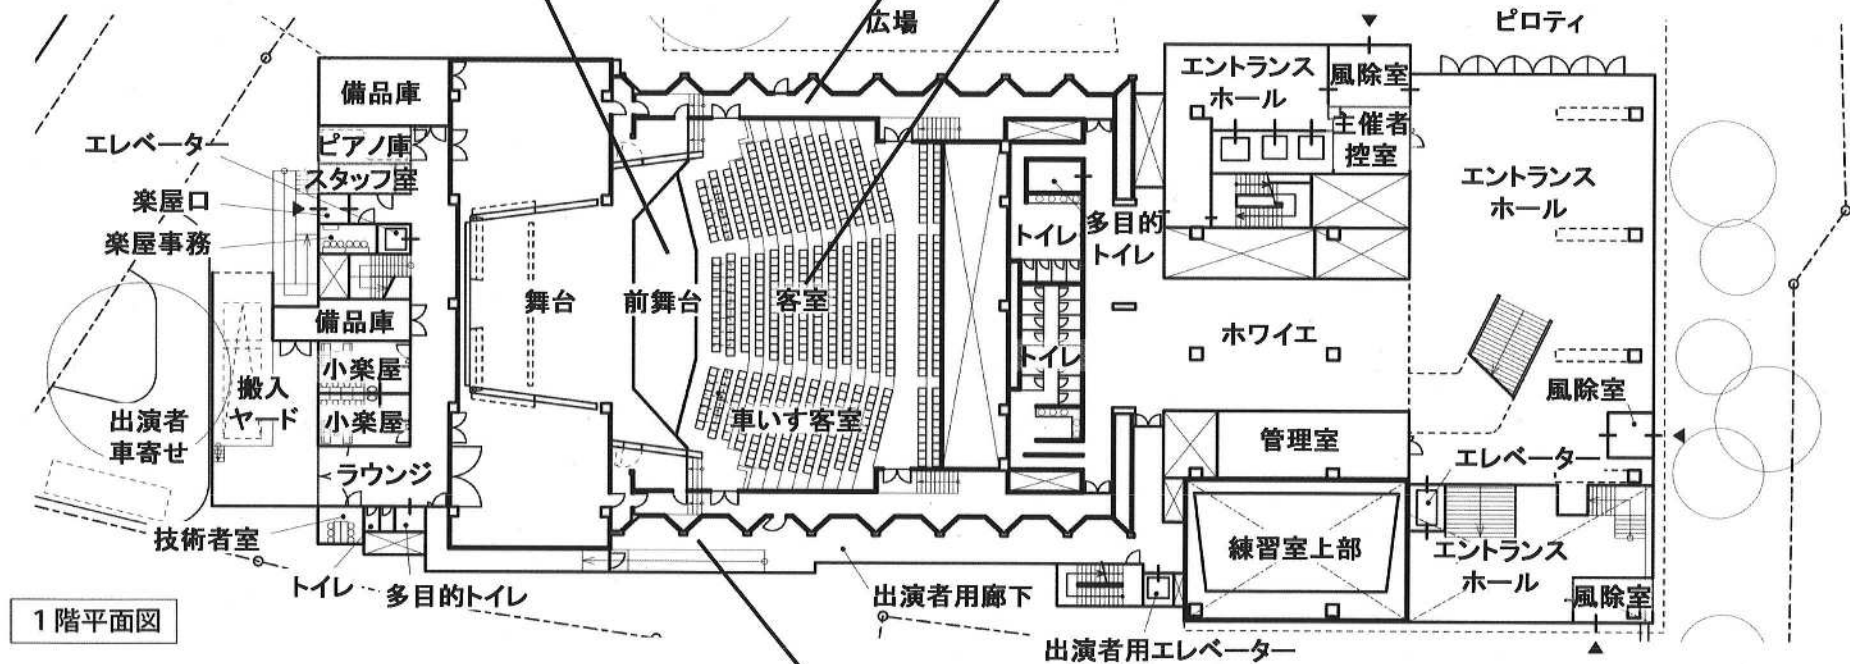 広場
ピロティ
備品庫
エントランス
ホール
風除室
エレベーター
ピアノ庫
主催者
控室
スタッフ室
エントランス
ホール
楽屋口
楽屋事務
多目的
トイレ
トイレ
舞台
前舞台
客室
備品庫
ホワイエ
トイレ
小楽屋
搬入
ヤード
小楽屋
風除室
出演者
車寄せ
車いす客室
管理室
エレベーター
ラウンジ
技術者室
練習室上部
エントランス
ホール
トイレ
多目的トイレ
出演者用廊下
風除室
1階平面図
出演者用エレベーター